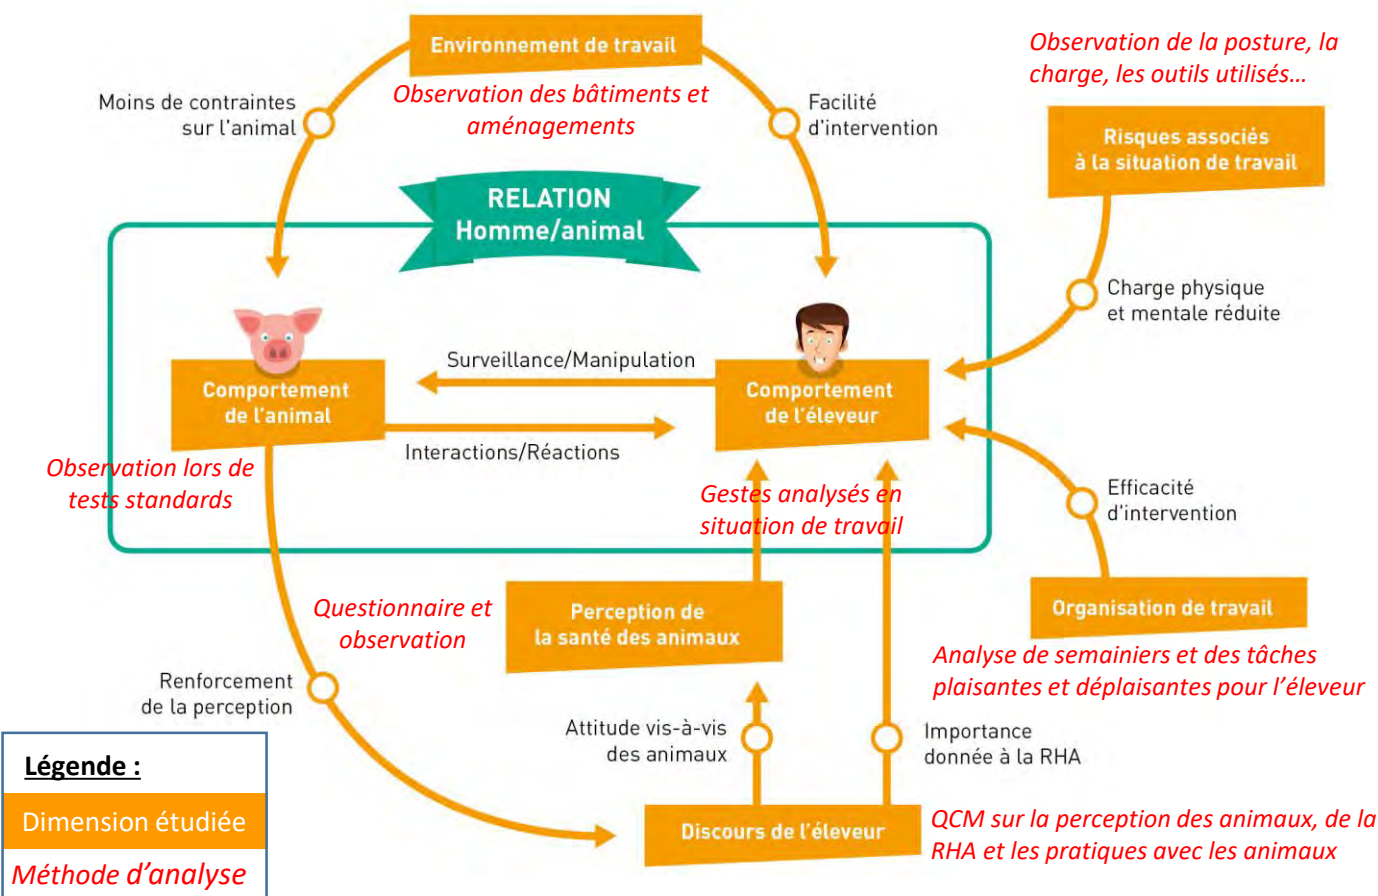 Environnement de travail
Observation des bâtiments et
aménagements
Moins de contraintes
sur l'animal
Facilité
d'intervention
Observation de la posture, la
charge, les outils utilisés…
Risques associés
à la situation de travail
RELATION
Homme/animal
Charge physique
et mentale réduite
Surveillance/Manipulation
Comportement
de l'animal
Comportement
de l'éleveur
Interactions/Réactions
Observation lors de
tests standards
Gestes analysés en
situation de travail
Efficacité
d'intervention
Questionnaire et
observation
Perception de
la santé des animaux
Organisation de travail
Analyse de semainiers et des tâches
plaisantes et déplaisantes pour l'éleveur
Renforcement
de la perception
Attitude vis-à-vis
des animaux
Importance
donnée à la RHA
Légende :
Dimension étudiée
Méthode d'analyse
Discours de l'éleveur
QCM sur la perception des animaux, de la
RHA et les pratiques avec les animaux